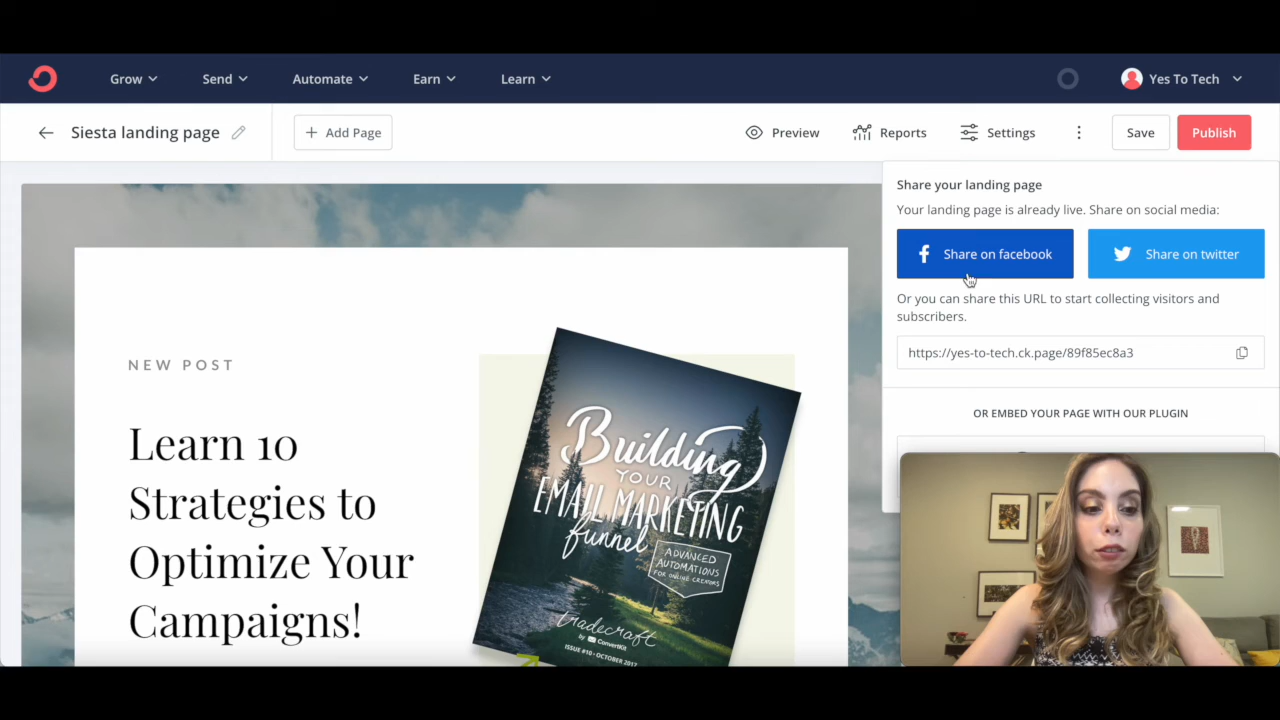 Grow Send Automate Earn Learn Yes To Tech
Siesta landing page + Add Page Preview Reports Settings Save Publish
Share your landing page
Your landing page is already live. Share on social media:
Share on facebook Share on twitter
Or you can share this URL to start collecting visitors and
subscribers.
https://yes-to-tech.ck.page/89f85ec8a3
OR EMBED YOUR PAGE WITH OUR PLUGIN
NEW POST
Learn 10
Strategies to
Optimize Your
Campaigns!
Building
YOUR
EMAIL MARKETING
funnel
ADVANCED
AUTOMATIONS
FOR ONLINE CREATORS
tradecraft
by ConvertKit
ISSUE #10 - OCTOBER 2017